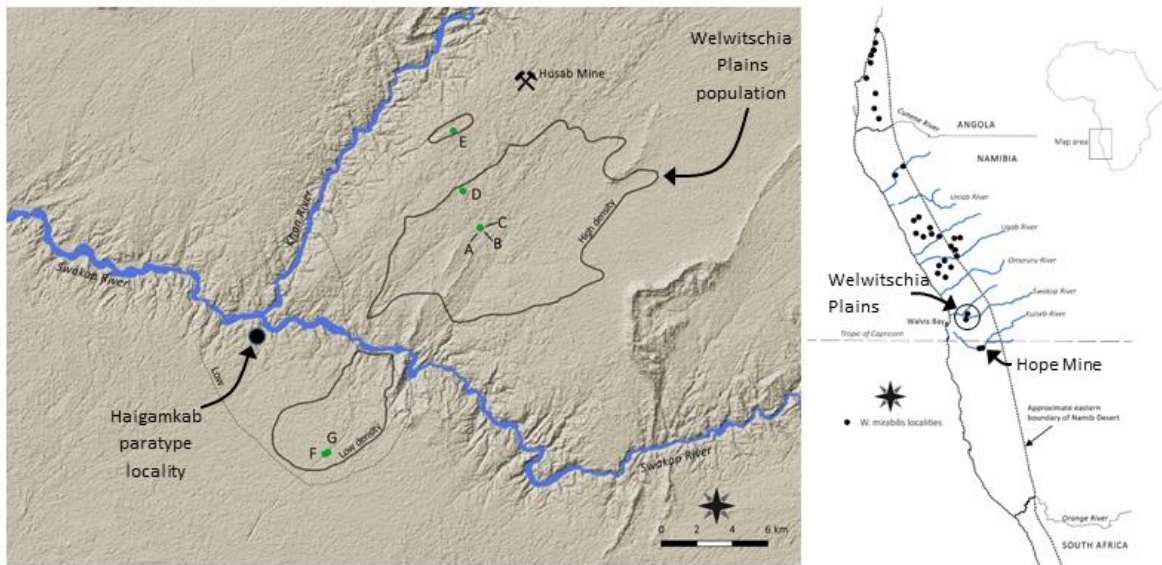 Welwitschia
Plains
population
Husab Mine
E
D
C
A
B
High density
Khan River
Swakop River
Low
Haigamkab
paratype
locality
G
F
Low density
Swakop River
0 2 4 6 km
Cunene River
ANGOLA
NAMIBIA
Map area
Uniab River
Ugab River
Omaruru River
Welwitschia
Plains
Swakop River
Walvis Bay
Kuiseb River
Tropic of Capricorn
Hope Mine
W. mirabilis localities
Approximate eastern
boundary of Namib Desert
Orange River
SOUTH AFRICA